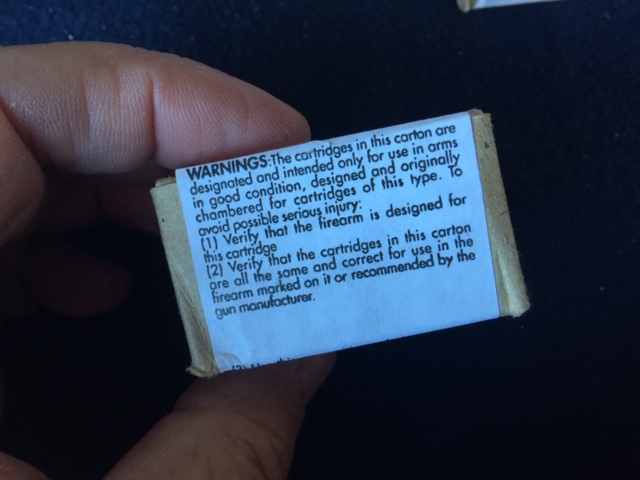 WARNINGS:The cartridges in this carton are
designated and intended only for use in arms
in good condition, designed and originally
chambered for cartridges of this type. To
avoid possible serious injury:
(1) Verify that the firearm is designed for
this cartridge
(2) Verify that the cartridges in this carton
are all the same and correct for use in the
firearm marked on it or recommended by the
gun manufacturer.